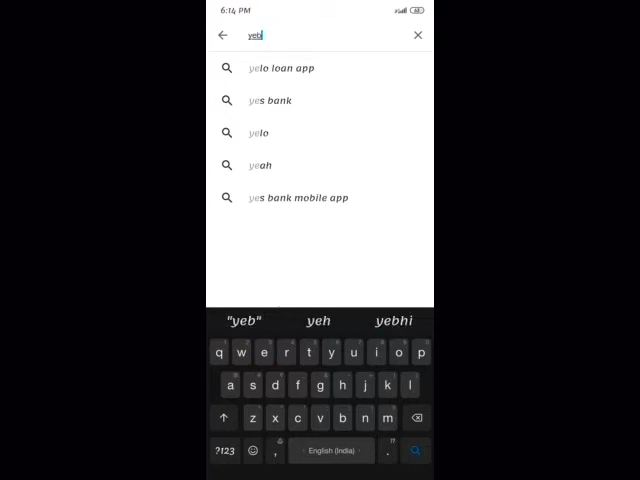 6:14 PM 63
yeb
yelo loan app
yes bank
yelo
yeah
yes bank mobile app
"yeb" yeh yebhi
q w e r t y u i o p
a s d f g h j k l
z x c v b n m
?123 , English (India) .